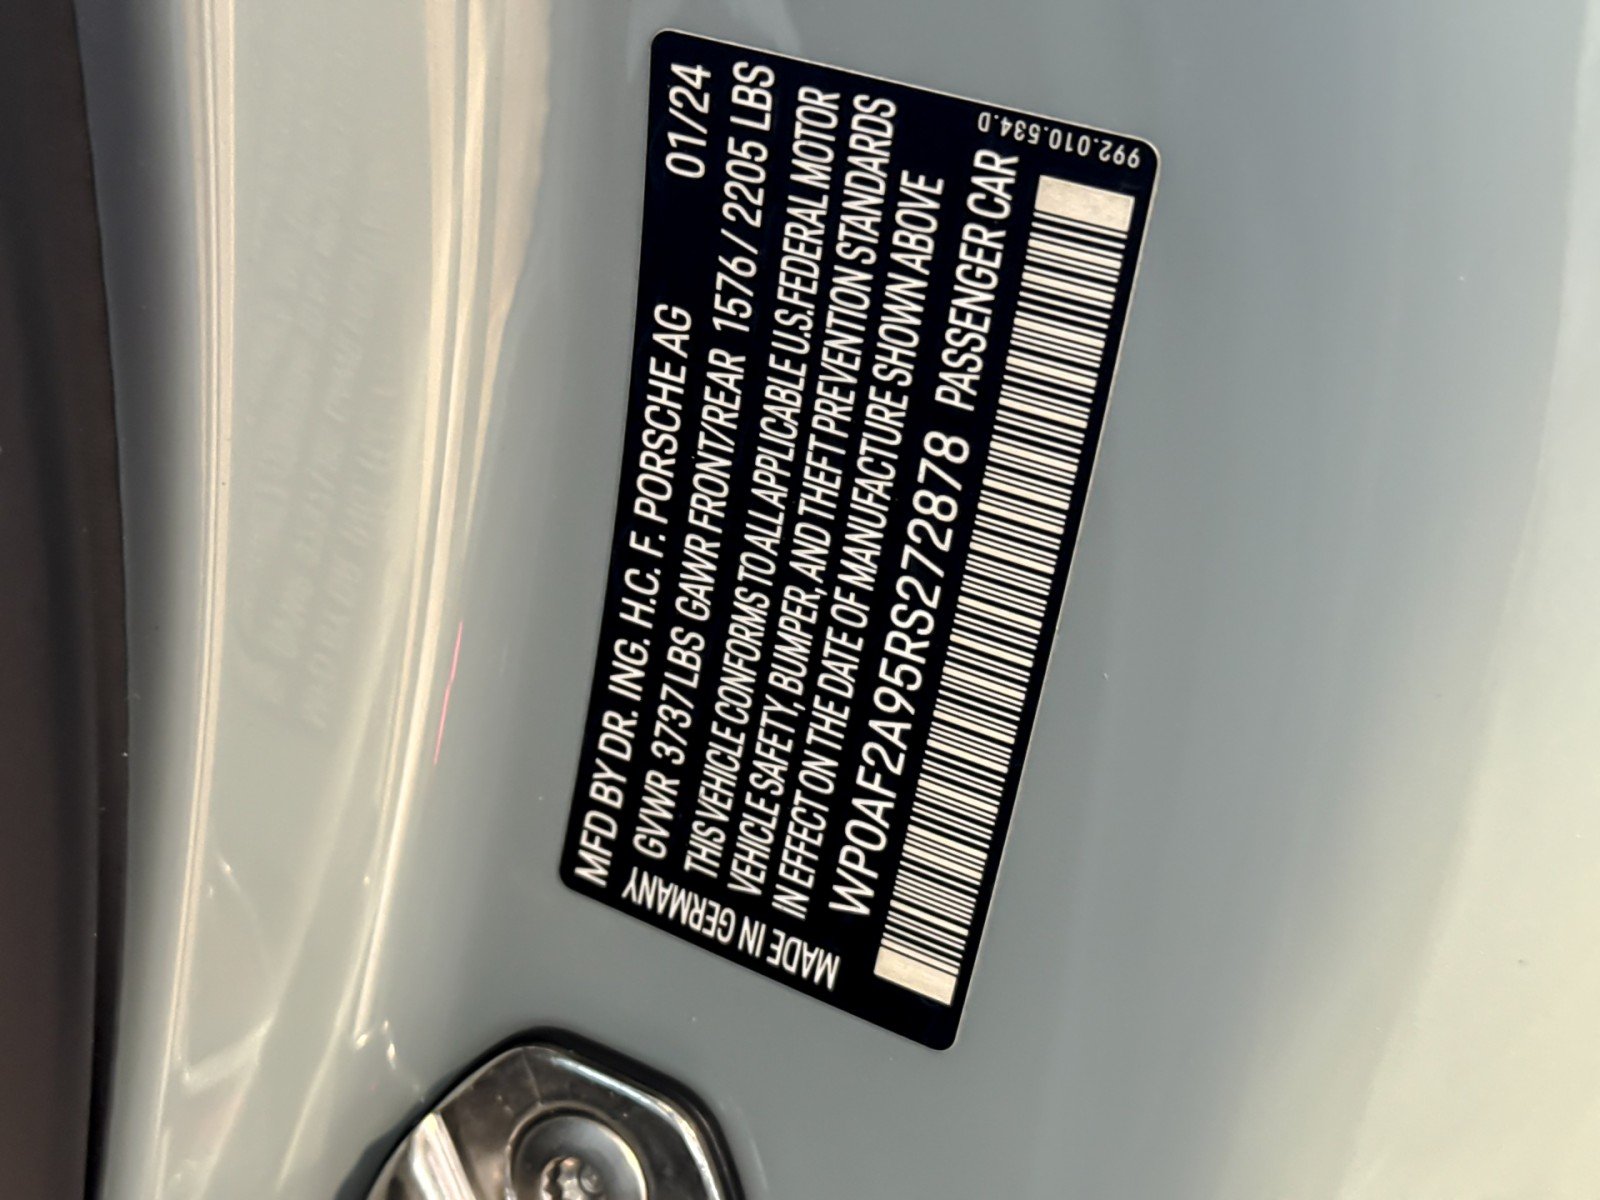 MFD BY DR. ING. H.C. F. PORSCHE AG 01/24
GVWR 3737 LBS GAWR FRONT/REAR 1576 / 2205 LBS
THIS VEHICLE CONFORMS TO ALL APPLICABLE U.S. FEDERAL MOTOR
VEHICLE SAFETY, BUMPER, AND THEFT PREVENTION STANDARDS
IN EFFECT ON THE DATE OF MANUFACTURE SHOWN ABOVE
WP0AF2A95RS272878 PASSENGER CAR
MADE IN GERMANY
992.010.534.D